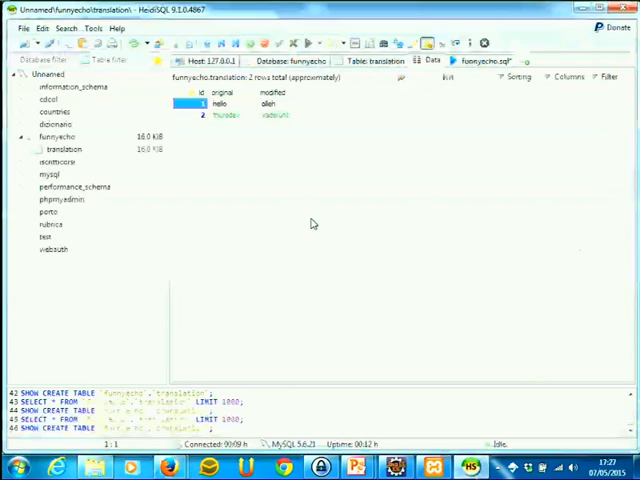 Unnamed\funnyecho\translation\ - HeidiSQL 9.1.0.4867
File Edit Search Tools Help
Donate
Database filter Table filter
Host: 127.0.0.1 Database: funnyecho Table: translation Data funnyecho.sql*
funnyecho.translation: 2 rows total (approximately)
Sorting Columns Filter
Unnamed
information_schema
cdcol
countries
dizionario
funnyecho 16,0 KiB
translation 16,0 KiB
mysql
performance_schema
phpmyadmin
porto
rubrica
test
webauth
id original modified
1 hello olleh
2
42 SHOW CREATE TABLE `funnyecho`.`translation`;
43 SELECT * FROM LIMIT 1000;
44 SHOW CREATE TABLE
45 SELECT * FROM LIMIT 1000;
46 SHOW CREATE TABLE
1 : 1 Connected: 00:09 h MySQL 5.6.21 Uptime: 00:12 h Idle.
17:27
07/05/2015